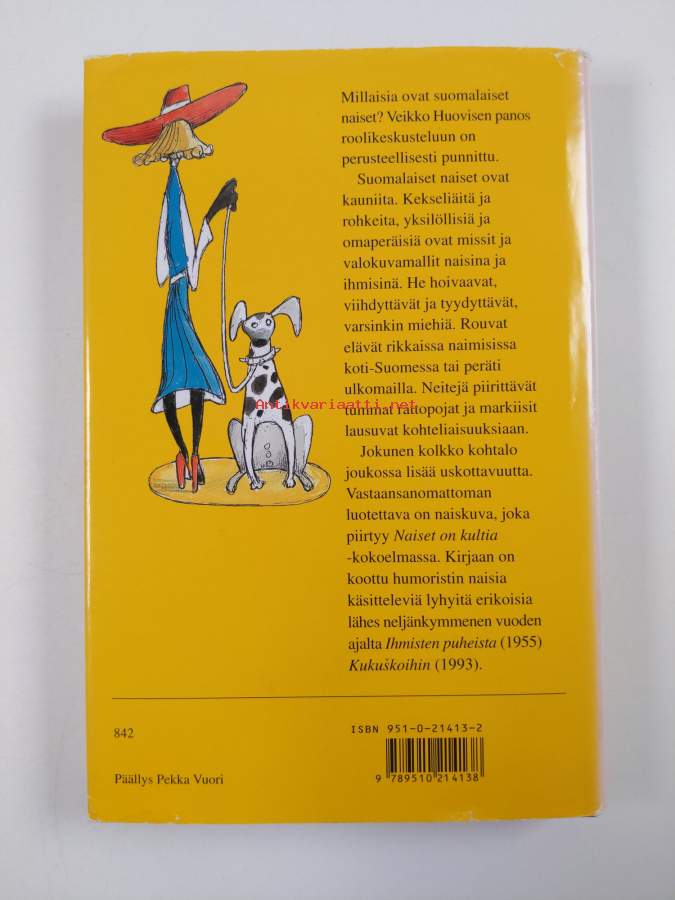 Millaisia ovat suomalaiset
naiset? Veikko Huovisen panos
roolikeskusteluun on
perusteellisesti punnittu.
Suomalaiset naiset ovat
kauniita. Kekseliäitä ja
rohkeita, yksilöllisiä ja
omaperäisiä ovat missit ja
valokuvamallit naisina ja
ihmisinä. He hoivaavat,
viihdyttävät ja tyydyttävät,
varsinkin miehiä. Rouvat
elävät rikkaissa naimisissa
koti-Suomessa tai peräti
ulkomailla. Neitejä piirittävät
Antikvariaatti.net
tummat rattopojat ja markiisit
lausuvat kohteliaisuuksiaan.
Jokunen kolkko kohtalo
joukossa lisää uskottavuutta.
Vastaansanomattoman
luotettava on naiskuva, joka
piirtyy Naiset on kultia
-kokoelmassa. Kirjaan on
koottu humoristin naisia
käsitteleviä lyhyitä erikoisia
lähes neljänkymmenen vuoden
ajalta Ihmisten puheista (1955)
Kukuškoihin (1993).
842
ISBN 951-0-21413-2
9 789510 214138
Päällys Pekka Vuori